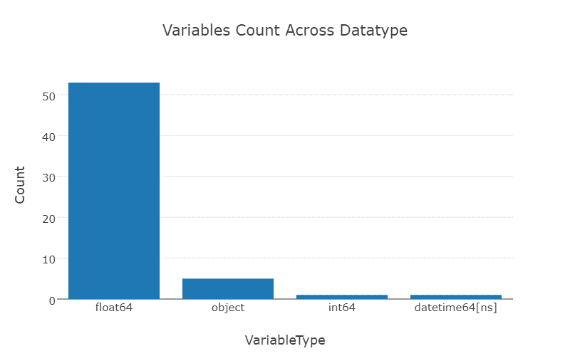 Variables Count Across Datatype
50
40
30
20
10
0
Count
float64 object int64 datetime64[ns]
VariableType